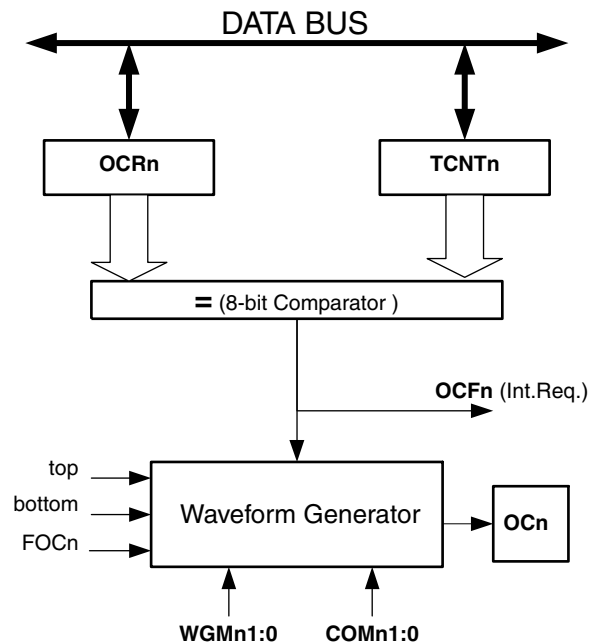 DATA BUS
OCRn
TCNTn
= (8-bit Comparator )
OCFn (Int.Req.)
top
bottom
FOCn
Waveform Generator
OCn
WGMn1:0
COMn1:0